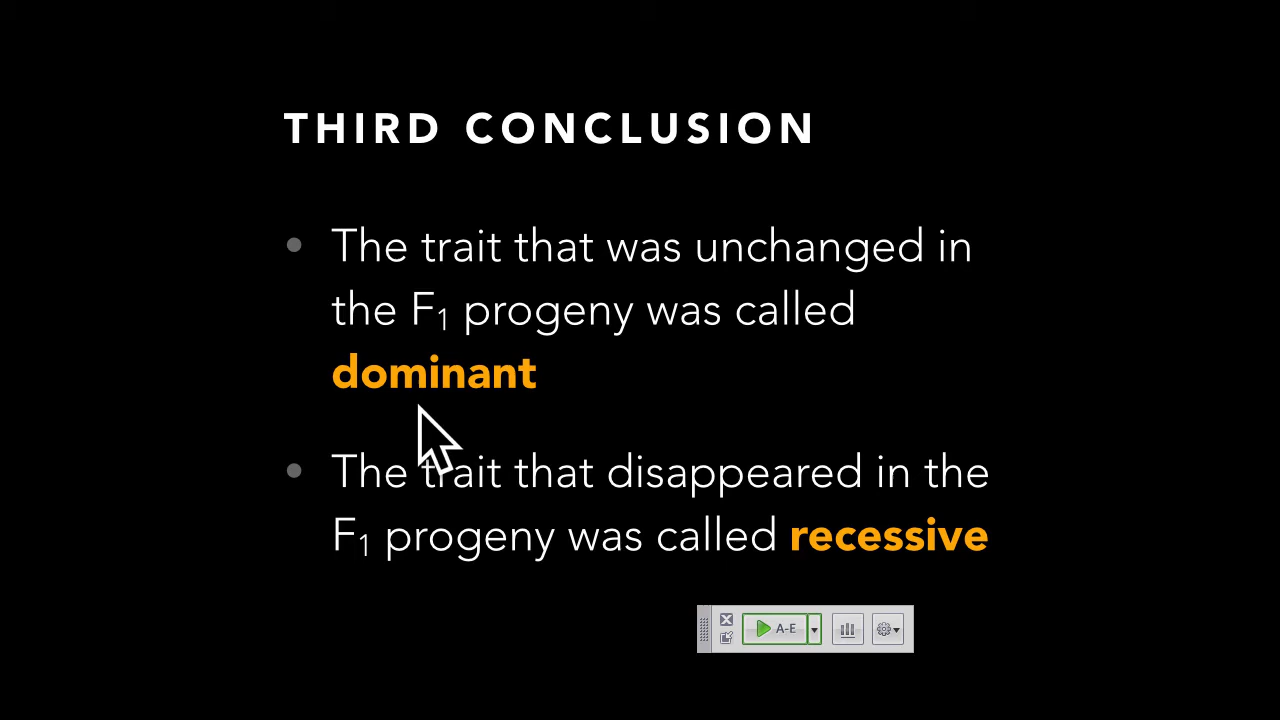 THIRD CONCLUSION
• The trait that was unchanged in
the F₁ progeny was called
dominant
• The trait that disappeared in the
F₁ progeny was called recessive
A-E